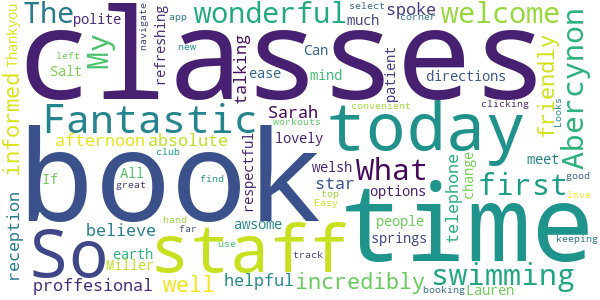 The
polite
wonderful
spoke
select
corner
welcome
navigate
app
new
much
Thankyou
My
refreshing
classes
left
Salt
talking
ease
Can
mind
patient
directions
friendly
Abercynon
informed
Fantastic
Sarah
today
clicking
convenient
workouts
Looks
afternoon
absolute
lovely
meet
club
respectful
What
first
good
book
If
All
great
find
welsh
star
options
telephone
change
love
top
Easy
time
reception
So
believe
hand
far
staff
awsome
people
springs
keeping
earth
use
track
Miller
proffesional
well
helpful
incredibly
swimming
booking
Lauren